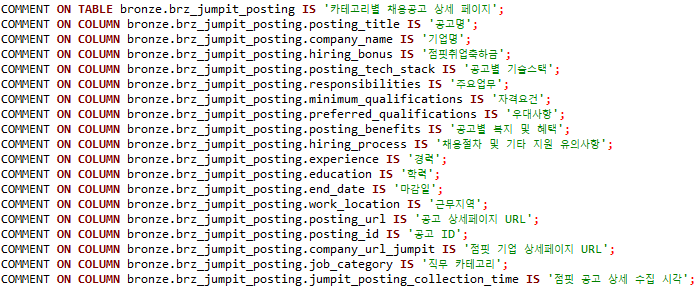 COMMENT ON TABLE bronze.brz_jumpit_posting IS '카테고리별 채용공고 상세 페이지';
COMMENT ON COLUMN bronze.brz_jumpit_posting.posting_title IS '공고명';
COMMENT ON COLUMN bronze.brz_jumpit_posting.company_name IS '기업명';
COMMENT ON COLUMN bronze.brz_jumpit_posting.hiring_bonus IS '점핏취업축하금';
COMMENT ON COLUMN bronze.brz_jumpit_posting.posting_tech_stack IS '공고별 기술스택';
COMMENT ON COLUMN bronze.brz_jumpit_posting.responsibilities IS '주요업무';
COMMENT ON COLUMN bronze.brz_jumpit_posting.minimum_qualifications IS '자격요건';
COMMENT ON COLUMN bronze.brz_jumpit_posting.preferred_qualifications IS '우대사항';
COMMENT ON COLUMN bronze.brz_jumpit_posting.posting_benefits IS '공고별 복지 및 혜택';
COMMENT ON COLUMN bronze.brz_jumpit_posting.hiring_process IS '채용절차 및 기타 지원 유의사항';
COMMENT ON COLUMN bronze.brz_jumpit_posting.experience IS '경력';
COMMENT ON COLUMN bronze.brz_jumpit_posting.education IS '학력';
COMMENT ON COLUMN bronze.brz_jumpit_posting.end_date IS '마감일';
COMMENT ON COLUMN bronze.brz_jumpit_posting.work_location IS '근무지역';
COMMENT ON COLUMN bronze.brz_jumpit_posting.posting_url IS '공고 상세페이지 URL';
COMMENT ON COLUMN bronze.brz_jumpit_posting.posting_id IS '공고 ID';
COMMENT ON COLUMN bronze.brz_jumpit_posting.company_url_jumpit IS '점핏 기업 상세페이지 URL';
COMMENT ON COLUMN bronze.brz_jumpit_posting.job_category IS '직무 카테고리';
COMMENT ON COLUMN bronze.brz_jumpit_posting.jumpit_posting_collection_time IS '점핏 공고 상세 수집 시각';